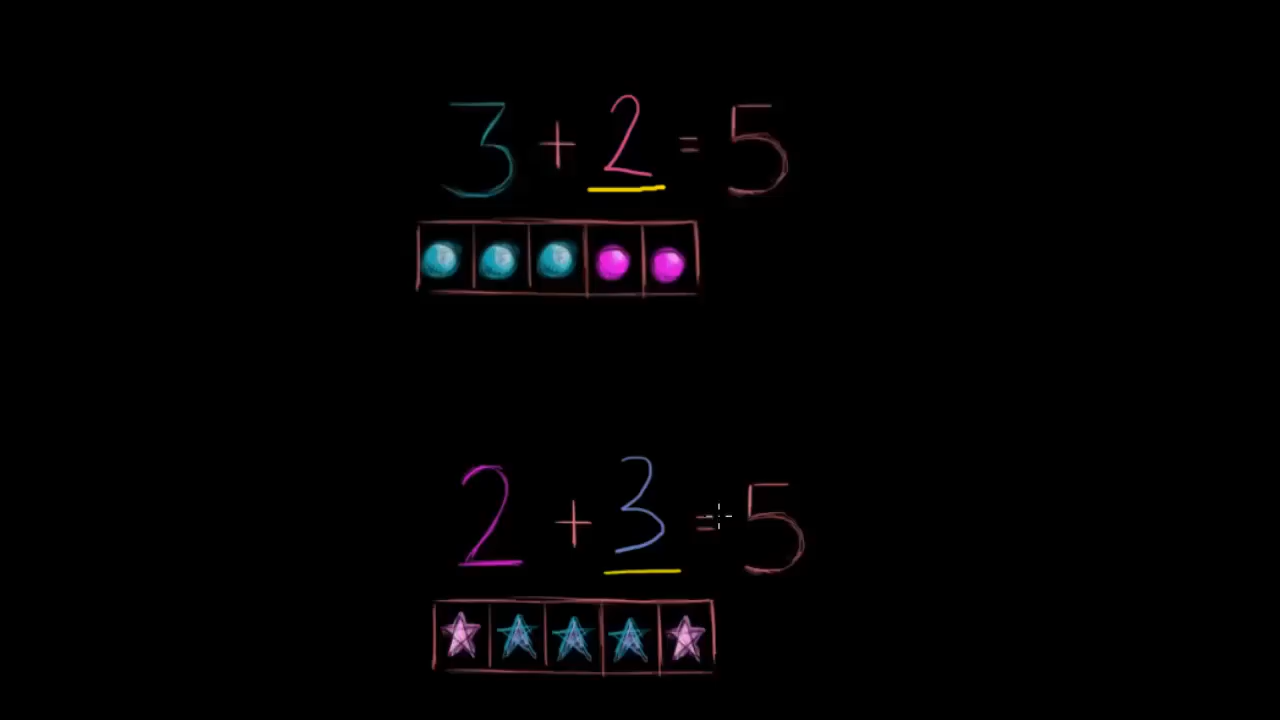 3 + 2 = 5
2 + 3 = 5